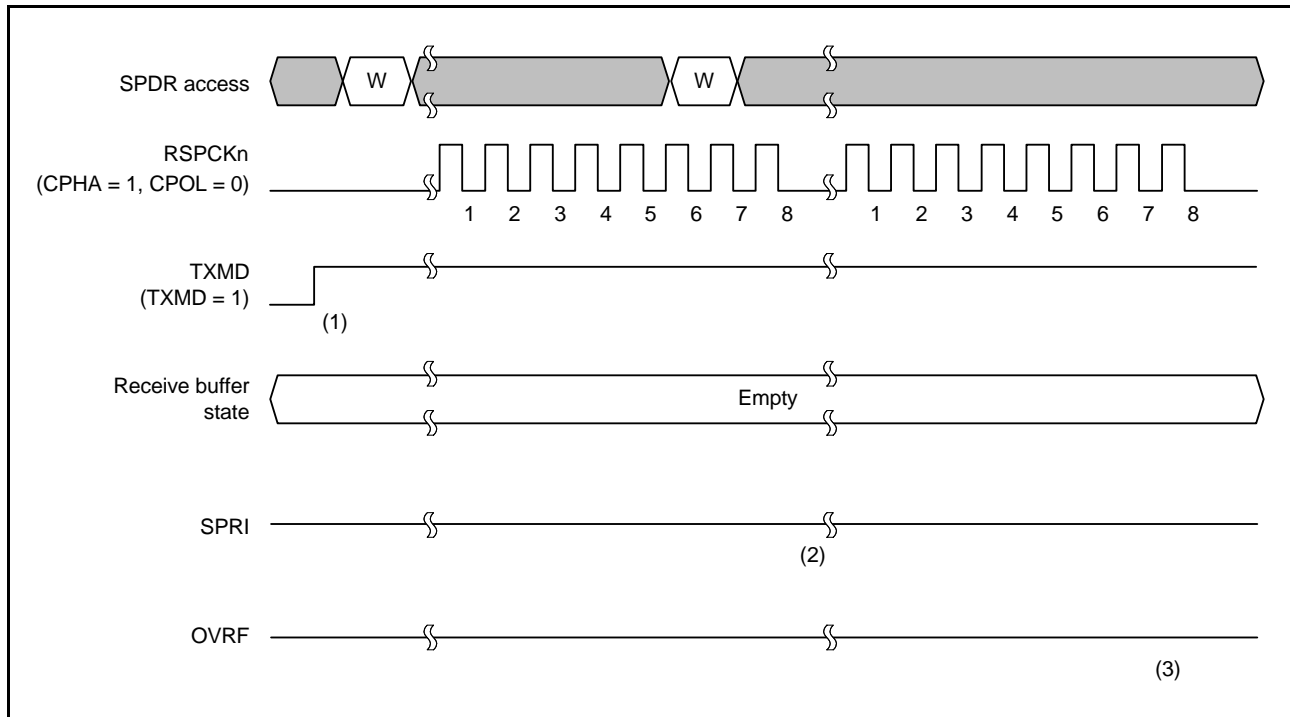 SPDR access
W
W
RSPCKn
(CPHA = 1, CPOL = 0)
1 2 3 4 5 6 7 8 1 2 3 4 5 6 7 8
TXMD
(TXMD = 1)
(1)
Receive buffer
state
Empty
SPRI
(2)
OVRF
(3)